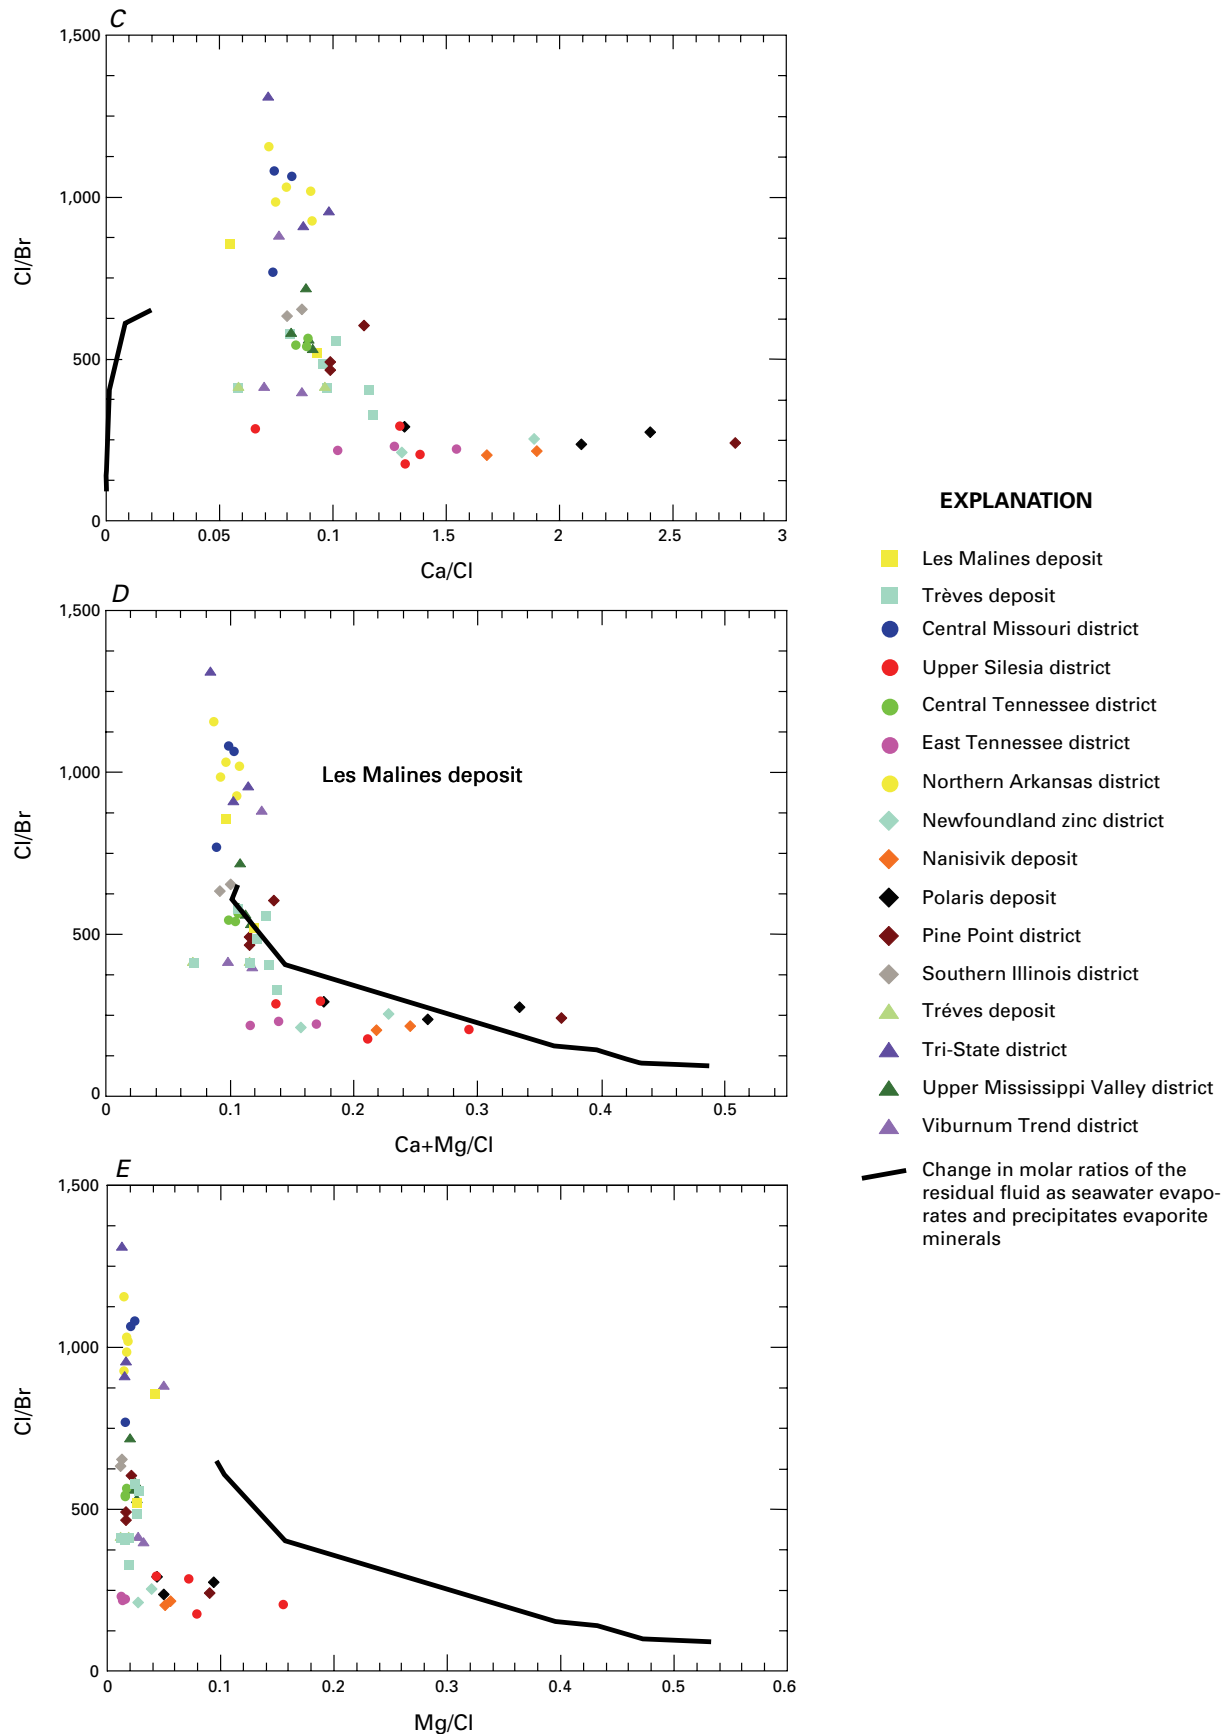 C
1,500
1,000
500
0
Cl/Br
0
0.05
0.1
1.5
2
2.5
3
Ca/Cl
D
1,500
1,000
500
0
Cl/Br
Les Malines deposit
0
0.1
0.2
0.3
0.4
0.5
Ca+Mg/Cl
E
1,500
1,000
500
0
Cl/Br
0
0.1
0.2
0.3
0.4
0.5
0.6
Mg/Cl
EXPLANATION
Les Malines deposit
Trèves deposit
Central Missouri district
Upper Silesia district
Central Tennessee district
East Tennessee district
Northern Arkansas district
Newfoundland zinc district
Nanisivik deposit
Polaris deposit
Pine Point district
Southern Illinois district
Tréves deposit
Tri-State district
Upper Mississippi Valley district
Viburnum Trend district
Change in molar ratios of the
residual fluid as seawater evapo-
rates and precipitates evaporite
minerals